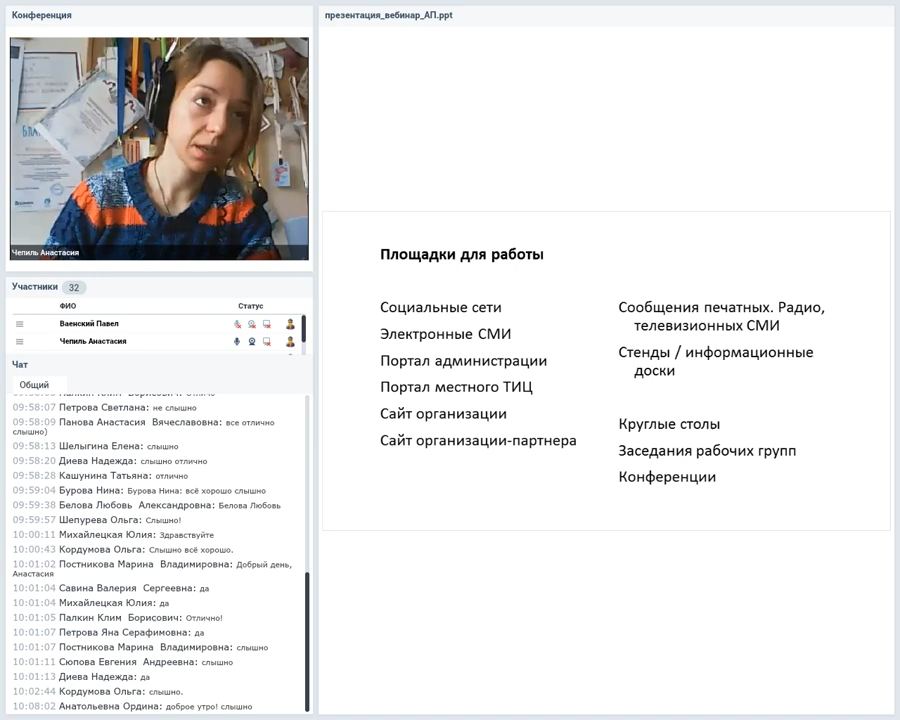 Конференция
БЛАГ
Чепиль Анастасия
Участники 32
ФИО Статус
Ваенский Павел
Чепиль Анастасия
Чат
Общий
09:58:07 Петрова Светлана: не слышно
09:58:09 Панова Анастасия Вячеславовна: все отлично
слышно)
09:58:13 Шелыгина Елена: слышно
09:58:20 Диева Надежда: слышно отлично
09:58:28 Кашунина Татьяна: отлично
09:59:04 Бурова Нина: Бурова Нина: всё хорошо слышно
09:59:38 Белова Любовь Александровна: Белова Любовь
09:59:57 Шепурева Ольга: Слышно!
10:00:11 Михайлецкая Юлия: Здравствуйте
10:00:43 Кордумова Ольга: Слышно всё хорошо.
10:01:02 Постникова Марина Владимировна: Добрый день,
Анастасия
10:01:04 Савина Валерия Сергеевна: да
10:01:04 Михайлецкая Юлия: да
10:01:05 Палкин Клим Борисович: Отлично!
10:01:07 Петрова Яна Серафимовна: да
10:01:07 Постникова Марина Владимировна: слышно
10:01:11 Сюпова Евгения Андреевна: слышно
10:01:13 Диева Надежда: да
10:02:44 Кордумова Ольга: слышно.
10:08:02 Анатольевна Ордина: доброе утро! слышно
презентация_вебинар_АП.ppt
Площадки для работы
Социальные сети
Электронные СМИ
Портал администрации
Портал местного ТИЦ
Сайт организации
Сайт организации-партнера
Сообщения печатных. Радио,
телевизионных СМИ
Стенды / информационные
доски
Круглые столы
Заседания рабочих групп
Конференции